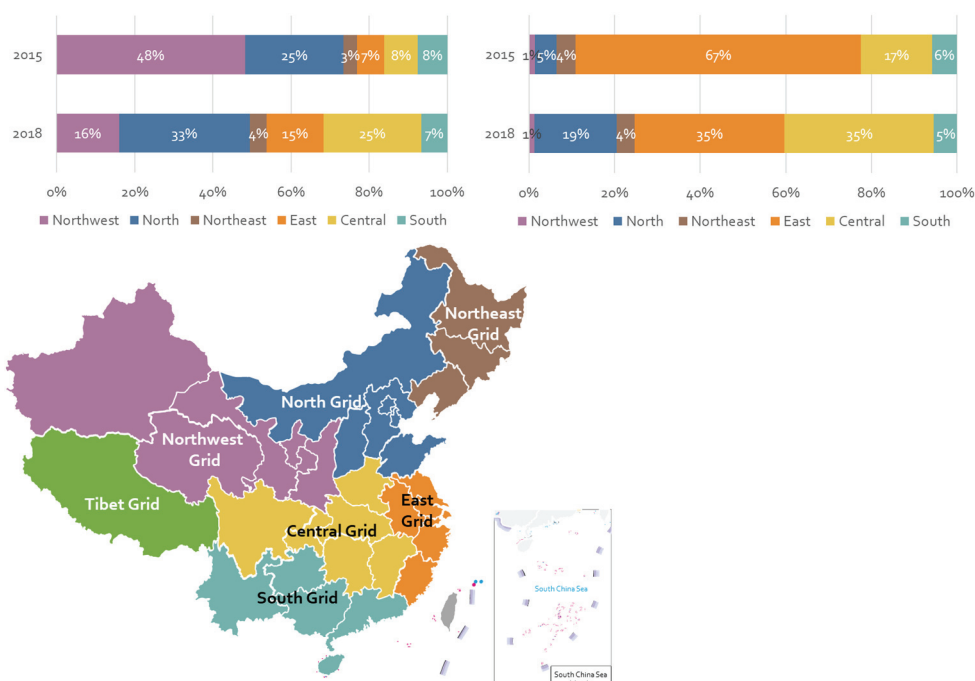 2015 48% 25% 3% 7% 8% 8%
2018 16% 33% 4% 15% 25% 7%
0% 20% 40% 60% 80% 100%
Northwest North Northeast East Central South
2015 1% 5% 4% 67% 17% 6%
2018 1% 19% 4% 35% 35% 5%
0% 20% 40% 60% 80% 100%
Northwest North Northeast East Central South
Northeast
Grid
North Grid
Northwest
Grid
Tibet Grid
East
Grid
Central Grid
South Grid
South China Sea
South China Sea